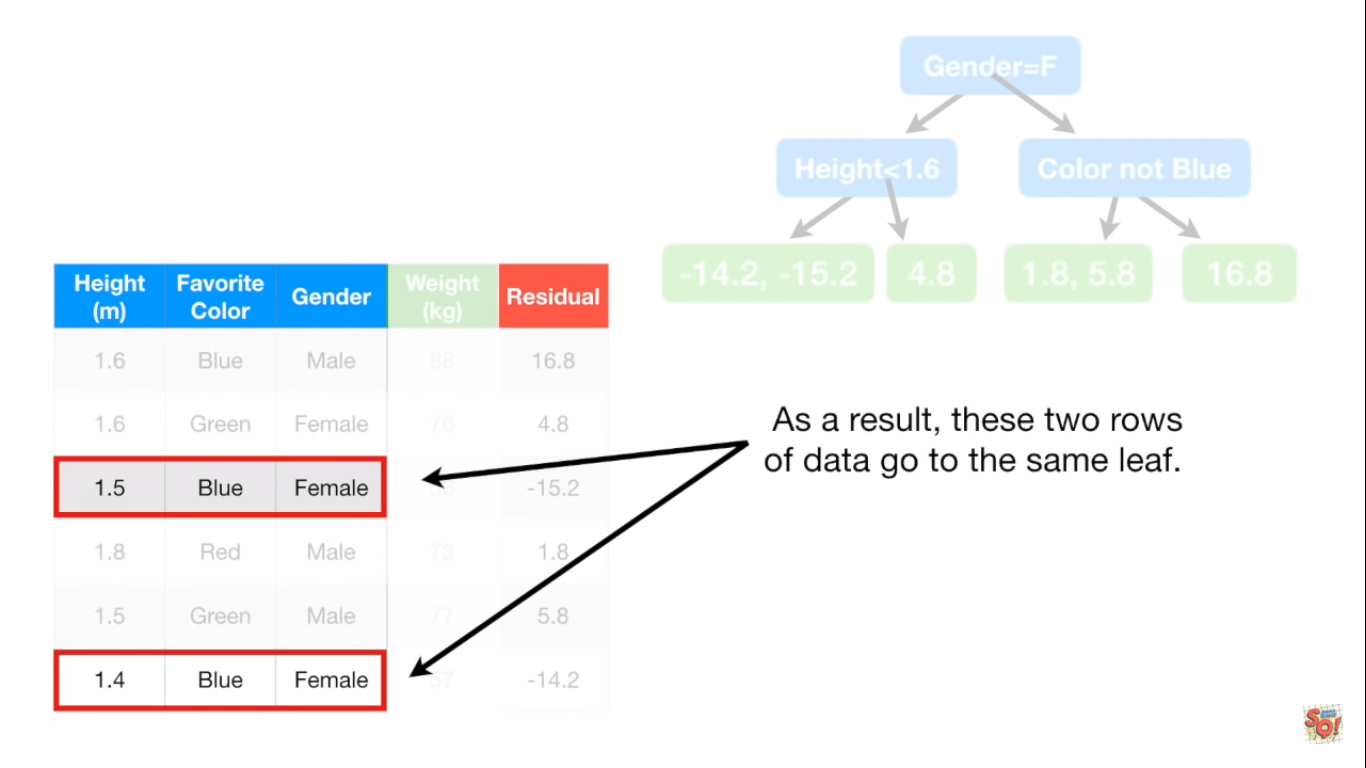 Gender=F
Height<1.6 Color not Blue
-14.2, -15.2 4.8 1.8, 5.8 16.8
Height (m) Favorite Color Gender Weight (kg) Residual
1.6 Blue Male 88 16.8
1.6 Green Female 76 4.8
1.5 Blue Female 56 -15.2
1.8 Red Male 73 1.8
1.5 Green Male 77 5.8
1.4 Blue Female 57 -14.2
As a result, these two rows
of data go to the same leaf.
SQ!